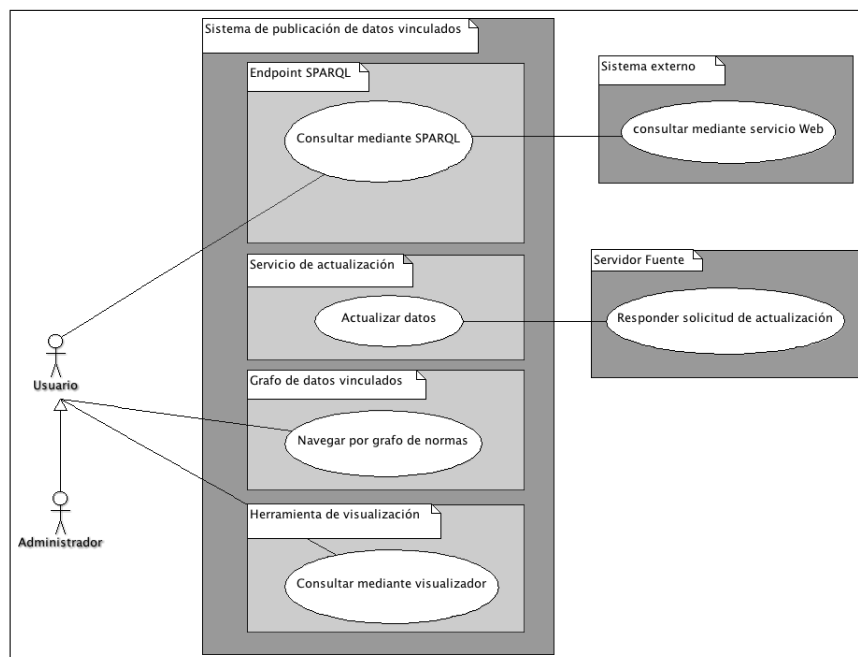 Sistema de publicación de datos vinculados
Endpoint SPARQL
Consultar mediante SPARQL
Sistema externo
consultar mediante servicio Web
Servicio de actualización
Actualizar datos
Servidor Fuente
Responder solicitud de actualización
Usuario
Grafo de datos vinculados
Navegar por grafo de normas
Administrador
Herramienta de visualización
Consultar mediante visualizador